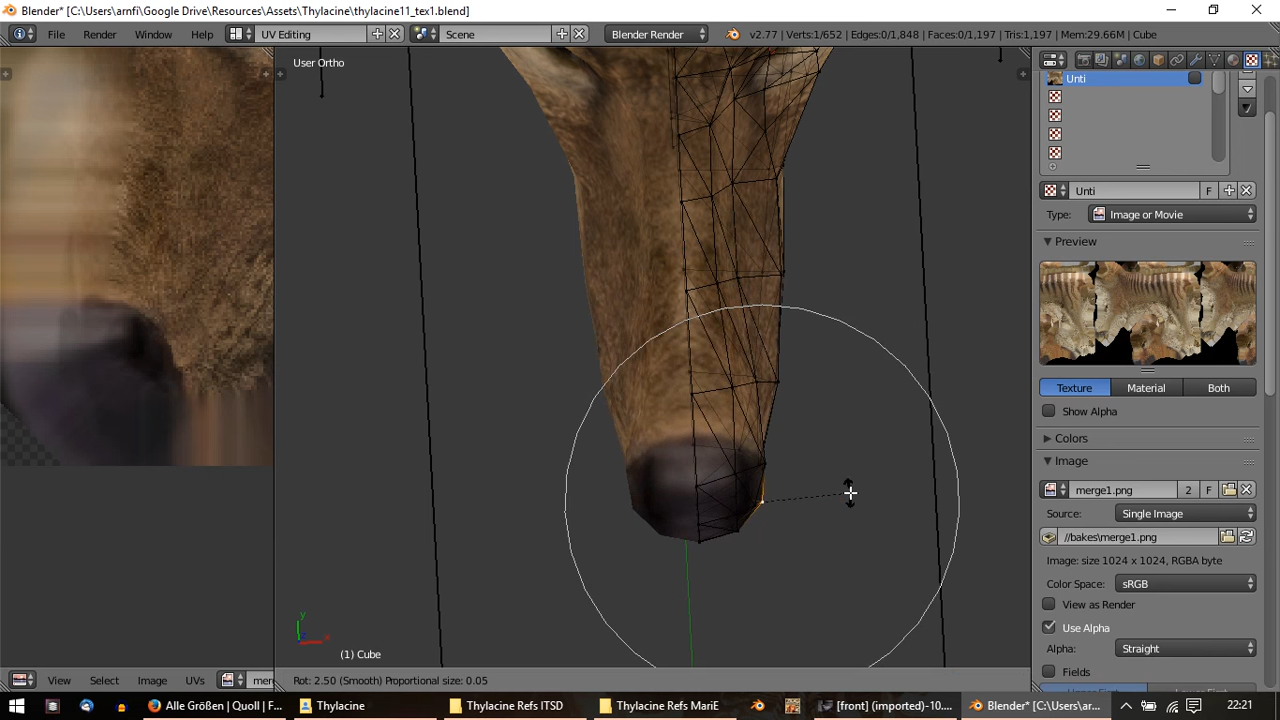 Blender* [C:\Users\arnfi\Google Drive\Resources\Assets\Thylacine\thylacine11_tex1.blend]
File Render Window Help UV Editing Scene Blender Render v2.77 | Verts:1/652 | Edges:0/1,848 | Faces:0/1,197 | Tris:1,197 | Mem:29.66M | Cube
User Ortho
Unti
Unti F
Type: Image or Movie
Preview
Texture Material Both
Show Alpha
Colors
Image
merge1.png 2 F
Source: Single Image
//bakes\merge1.png
Image: size 1024 x 1024, RGBA byte
Color Space: sRGB
View as Render
Use Alpha
Alpha: Straight
Fields
y
x
(1) Cube
View Select Image UVs mer
Rot: 2.50 (Smooth) Proportional size: 0.05
Alle Größen | Quoll | F... Thylacine Thylacine Refs ITSD Thylacine Refs MariE [front] (imported)-10.... Blender* [C:\Users\ar... 22:21